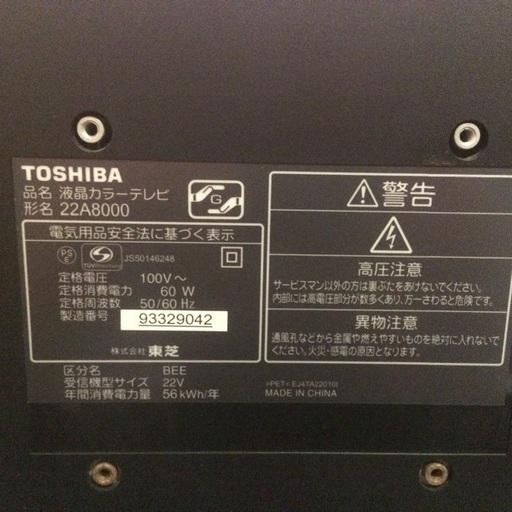 TOSHIBA
品名 液晶カラーテレビ
形名 22A8000
G
電気用品安全法に基づく表示
PS
E
S
JS50146248
定格電圧 100V～
定格消費電力 60 W
定格周波数 50/60 Hz
製造番号 93329042
株式会社 東芝
区分名 BEE
受信機型サイズ 22V
年間消費電力量 56kWh/年
警告
高圧注意
サービスマン以外の方は裏ぶたをあけないでください。
内部には高電圧部分が数多くあり、万一さわると危険です。
異物注意
通風孔などから金属や燃えやすいものを絶対に入れない
でください。火災・感電の原因となります。
>PET< EJ4TA22010I
MADE IN CHINA